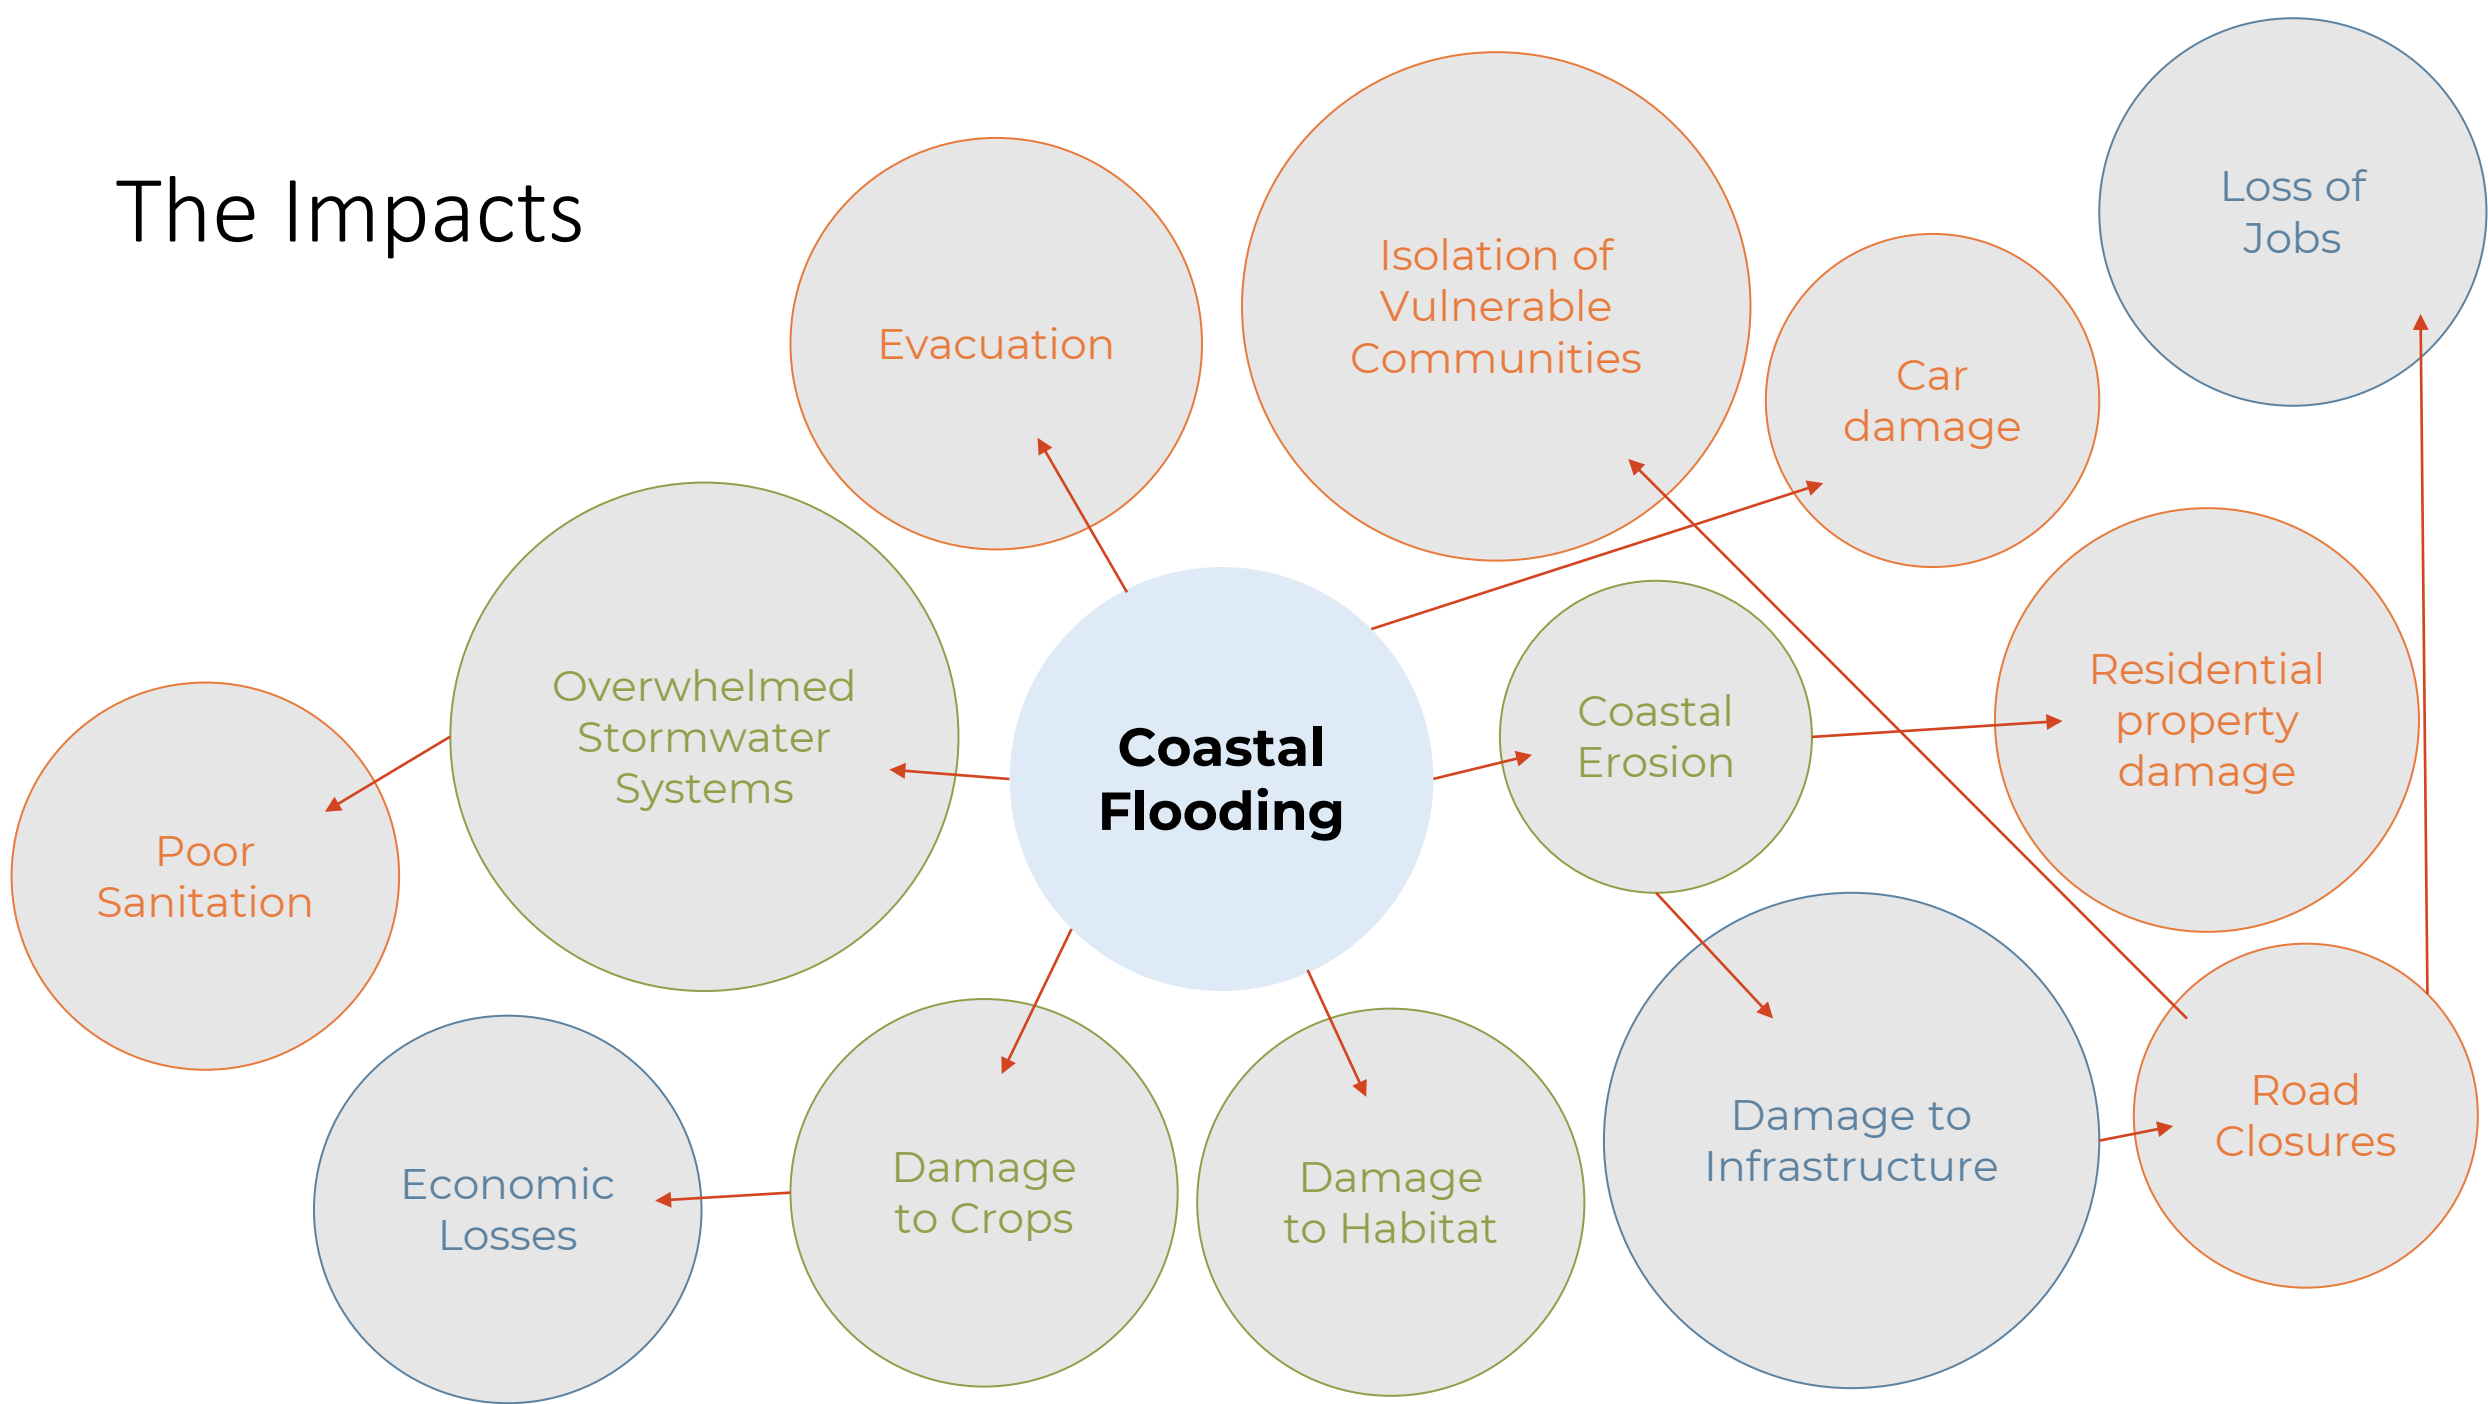 The Impacts
Evacuation
Isolation of
Vulnerable
Communities
Car
damage
Loss of
Jobs
Overwhelmed
Stormwater
Systems
Poor
Sanitation
Coastal
Flooding
Coastal
Erosion
Residential
property
damage
Economic
Losses
Damage
to Crops
Damage
to Habitat
Damage to
Infrastructure
Road
Closures